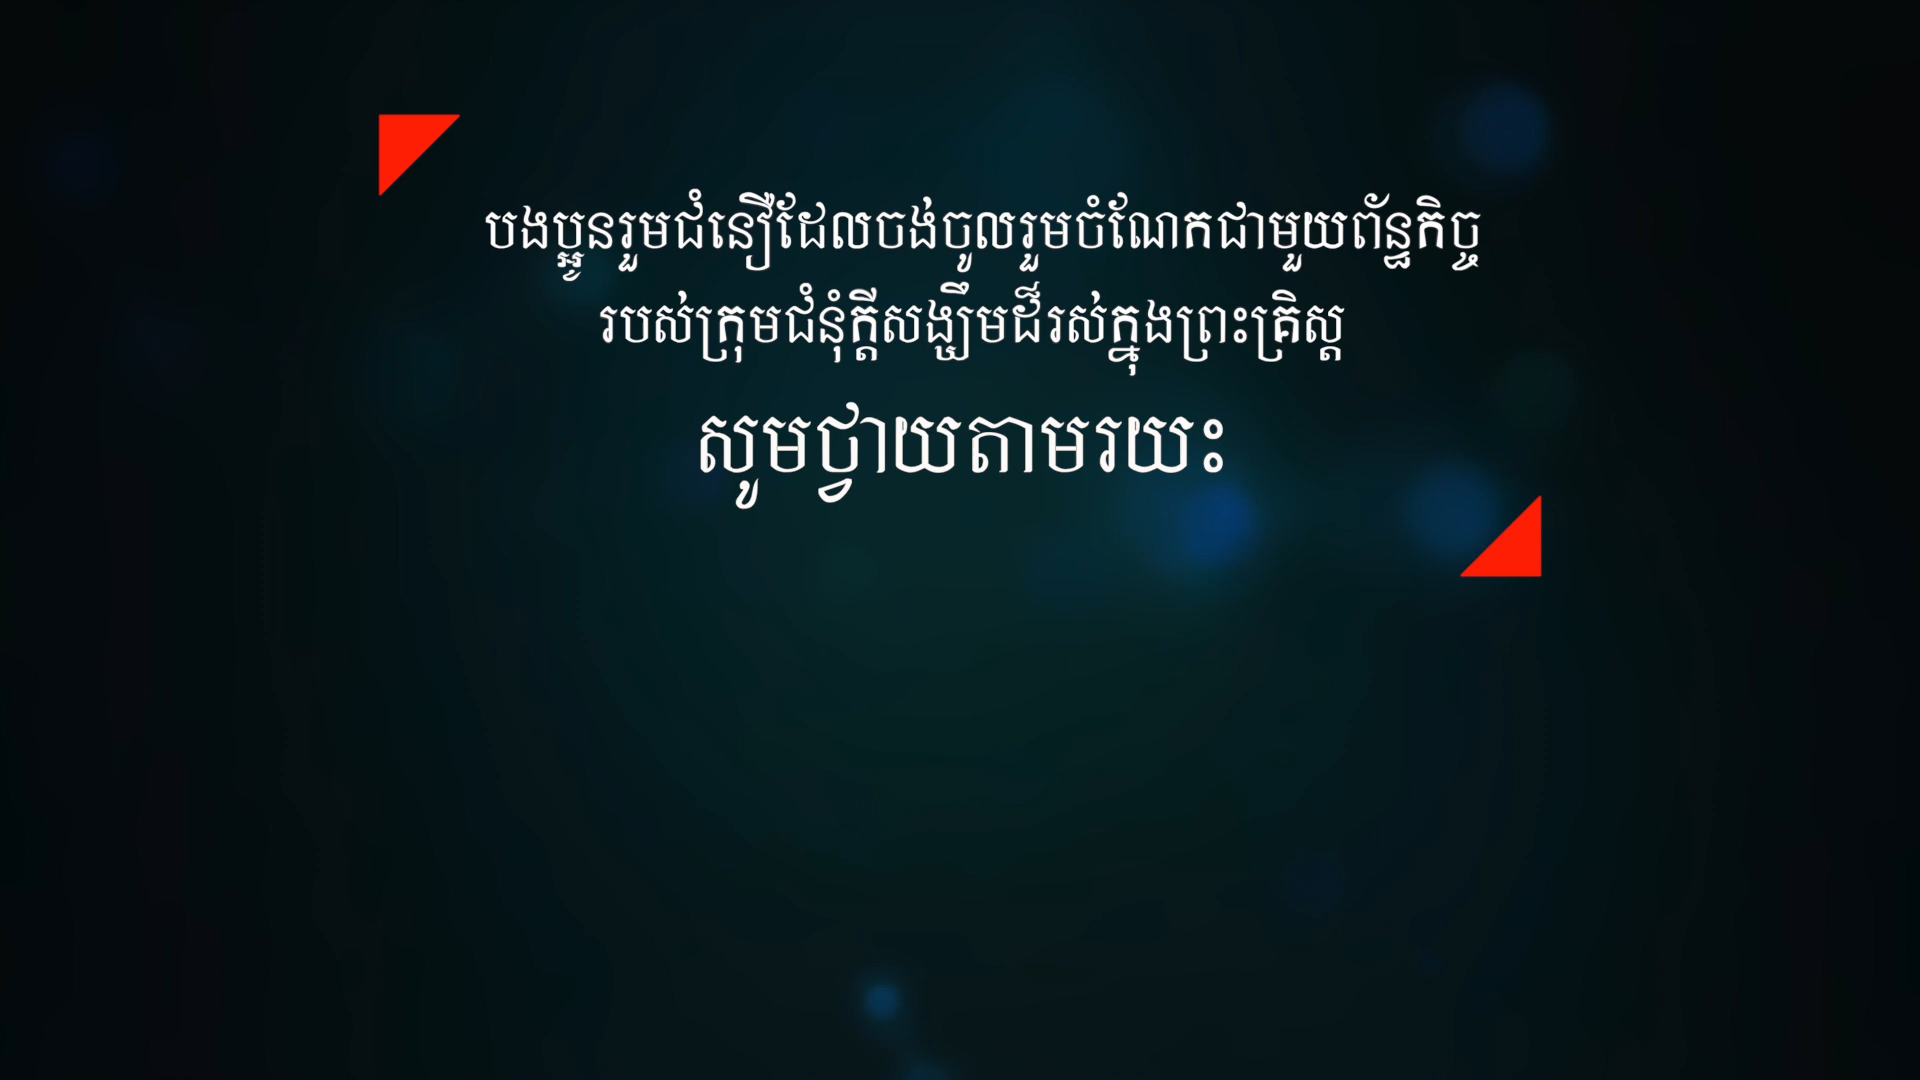 បងប្អូនរួមជំនឿដែលចង់ចូលរួមចំណែកជាមួយព័ន្ធកិច្ច
របស់ក្រុមជំនុំក្តីសង្ឃឹមដ៏រស់ក្នុងព្រះគ្រិស្ត
សូមថ្វាយតាមរយៈ